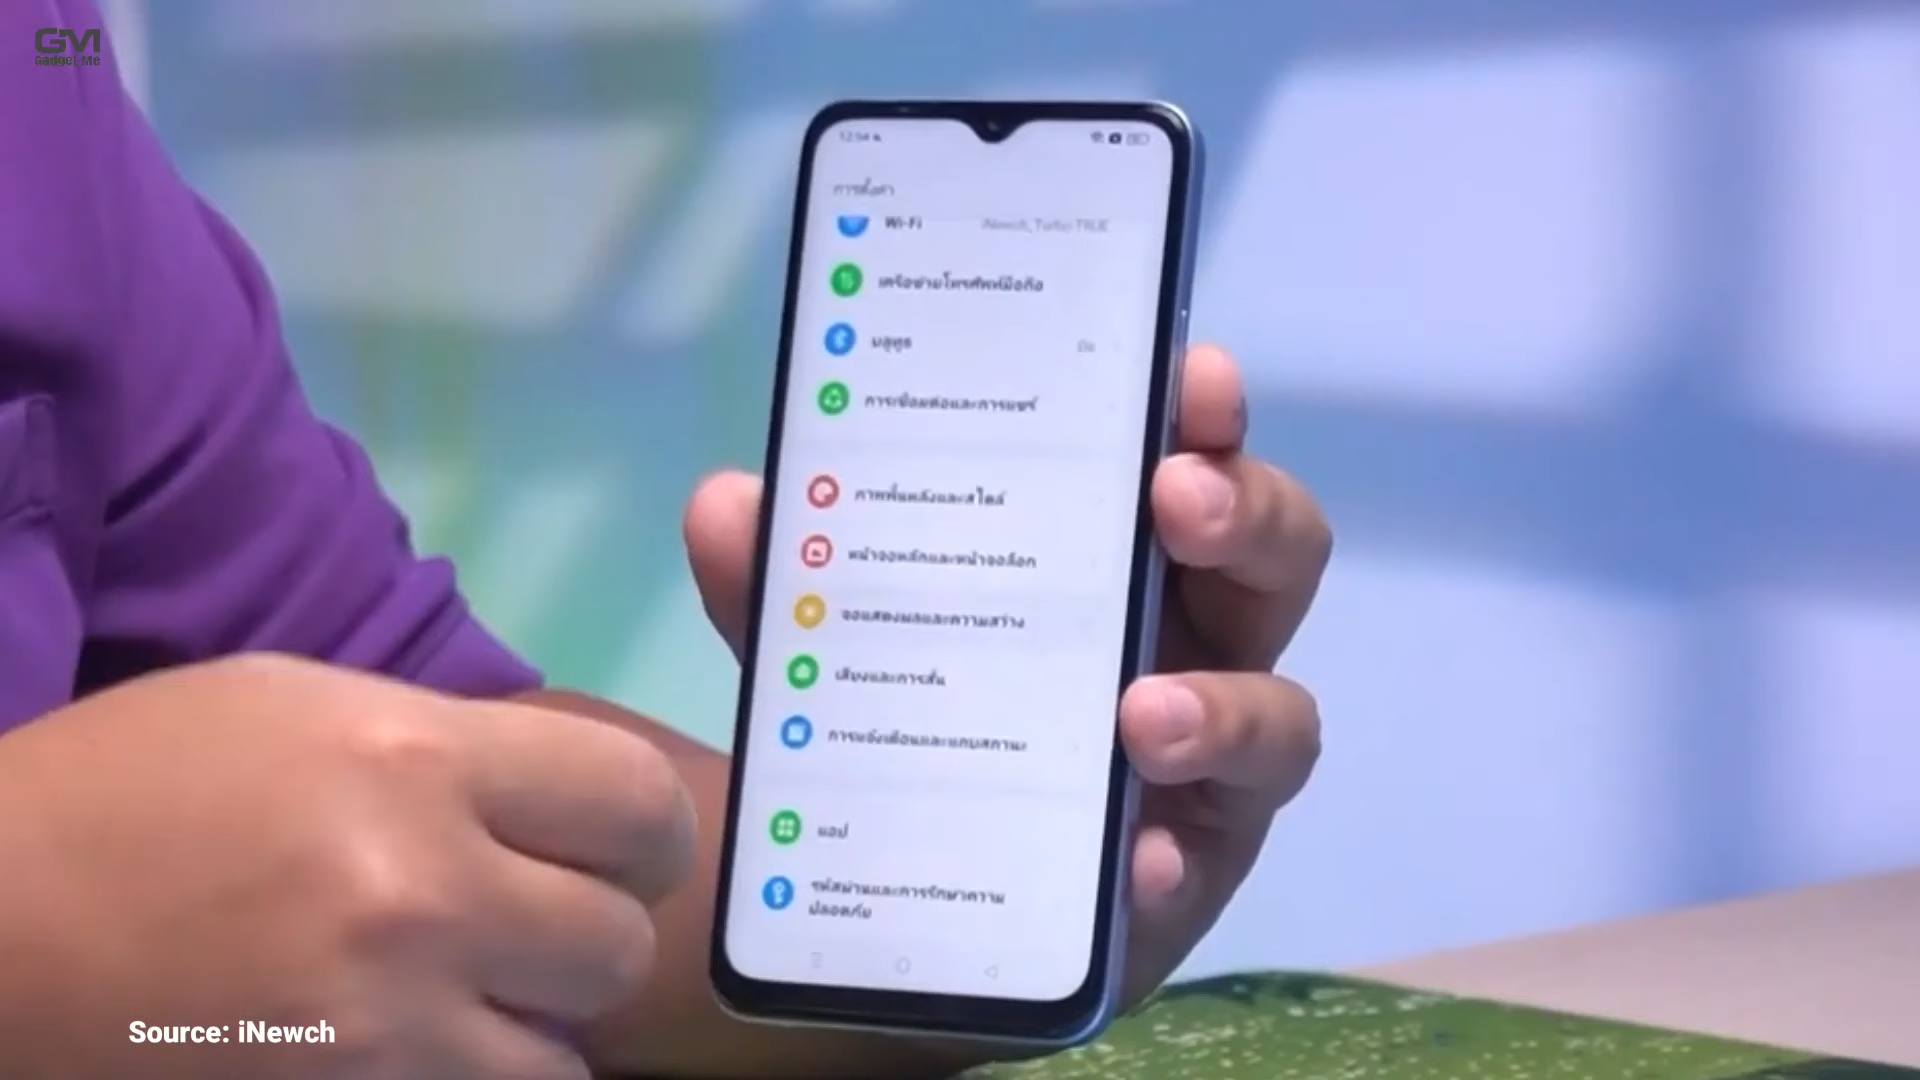 GM
Gadget Me
12:54
การตั้งค่า
Wi-Fi iNewch_Turbo-TRUE
เครือข่ายโทรศัพท์มือถือ
บลูทูธ ปิด
การเชื่อมต่อและการแชร์
ภาพพื้นหลังและสไตล์
หน้าจอหลักและหน้าจอล็อก
จอแสดงผลและความสว่าง
เสียงและการสั่น
การแจ้งเตือนและแถบสถานะ
แอป
รหัสผ่านและการรักษาความ
ปลอดภัย
Source: iNewch